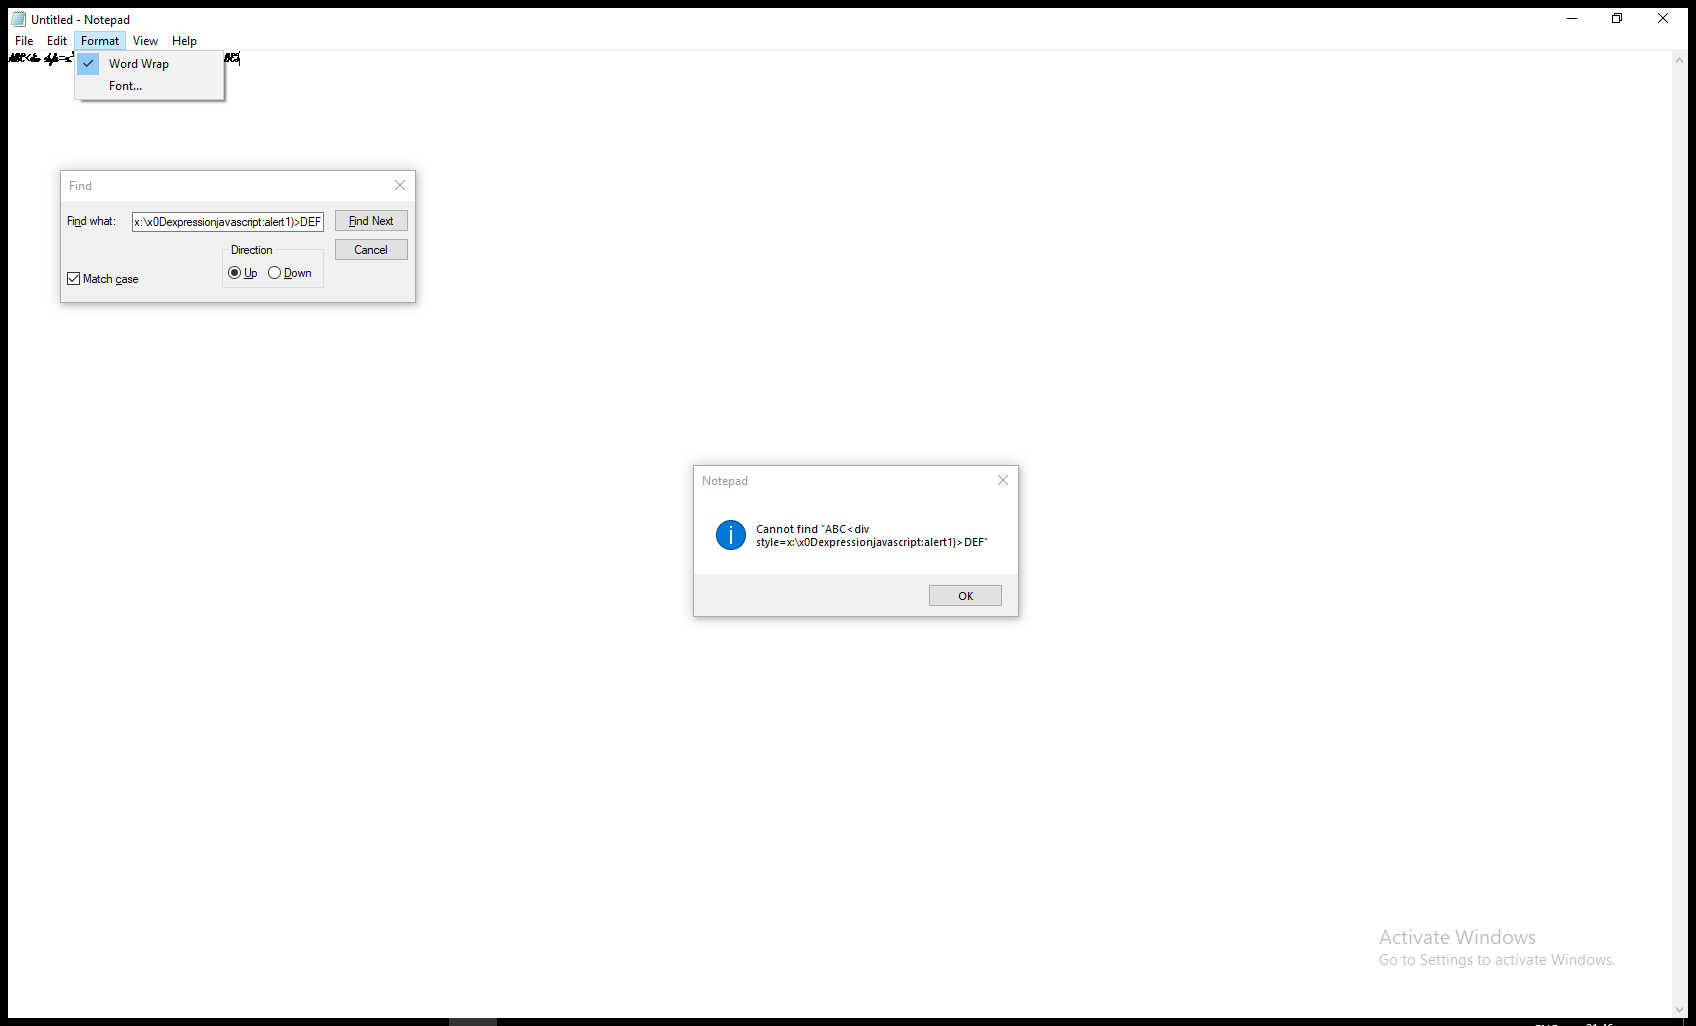 Untitled - Notepad
File Edit Format View Help
Word Wrap
Font...
Find
Find what: x:\x0Dexpressionjavascript:alert1)>DEF Find Next
Direction Cancel
Up Down
Match case
Notepad
Cannot find "ABC<div
style=x:\x0Dexpressionjavascript:alert1)>DEF"
OK
Activate Windows
Go to Settings to activate Windows.